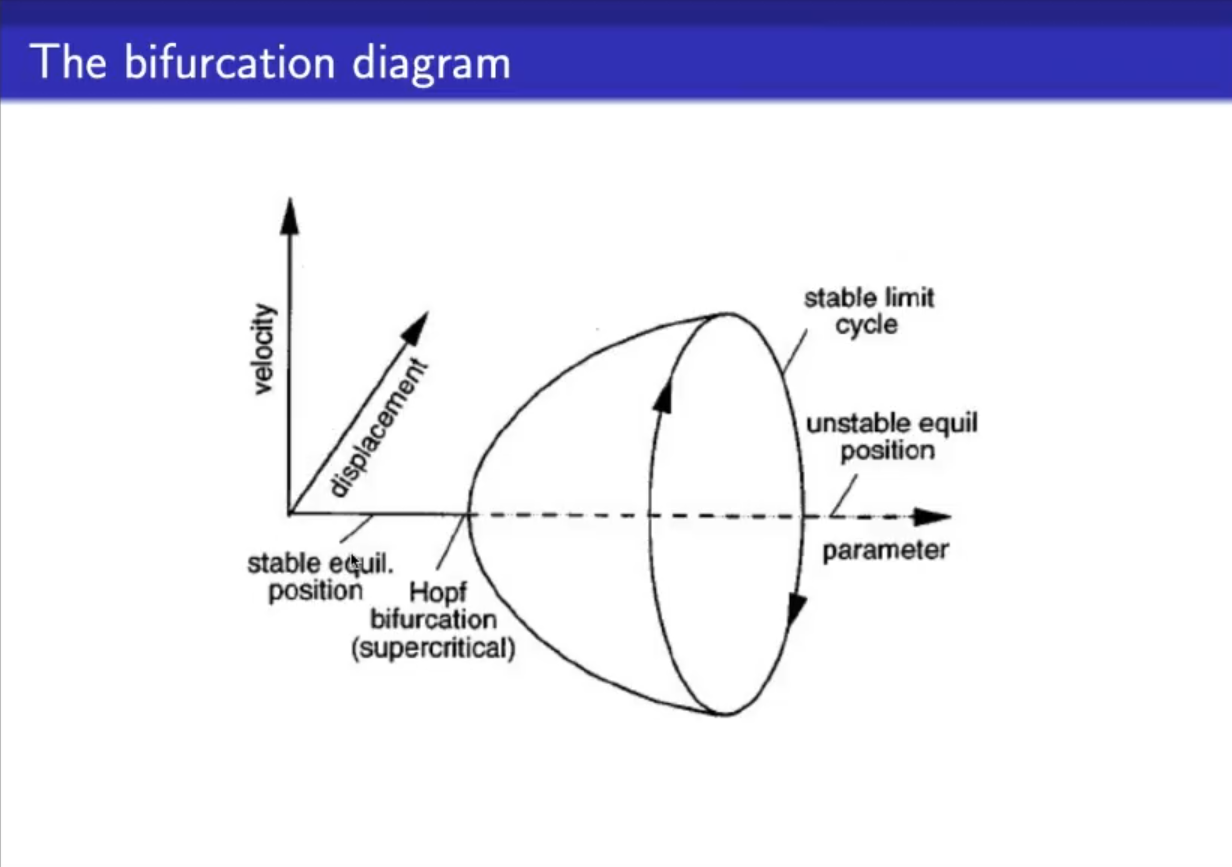 The bifurcation diagram
velocity
displacement
stable limit
cycle
unstable equil
position
parameter
stable equil.
position
Hopf
bifurcation
(supercritical)